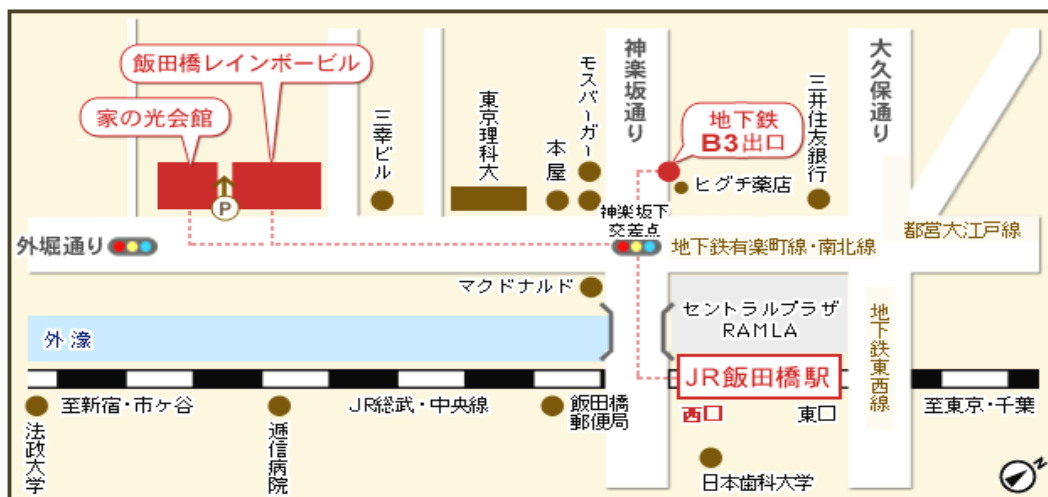 飯田橋レインボービル
家の光会館
P
三幸ビル
東京理科大
本屋
モスバーガー
神楽坂通り
地下鉄
B3出口
ヒグチ薬店
三井住友銀行
大久保通り
外堀通り
神楽坂下
交差点
地下鉄有楽町線・南北線
都営大江戸線
マクドナルド
セントラルプラザ
RAMLA
地下鉄東西線
外濠
JR飯田橋駅
西口
東口
至新宿・市ヶ谷
JR総武・中央線
飯田橋
郵便局
至東京・千葉
法政大学
逓信病院
日本歯科大学
N